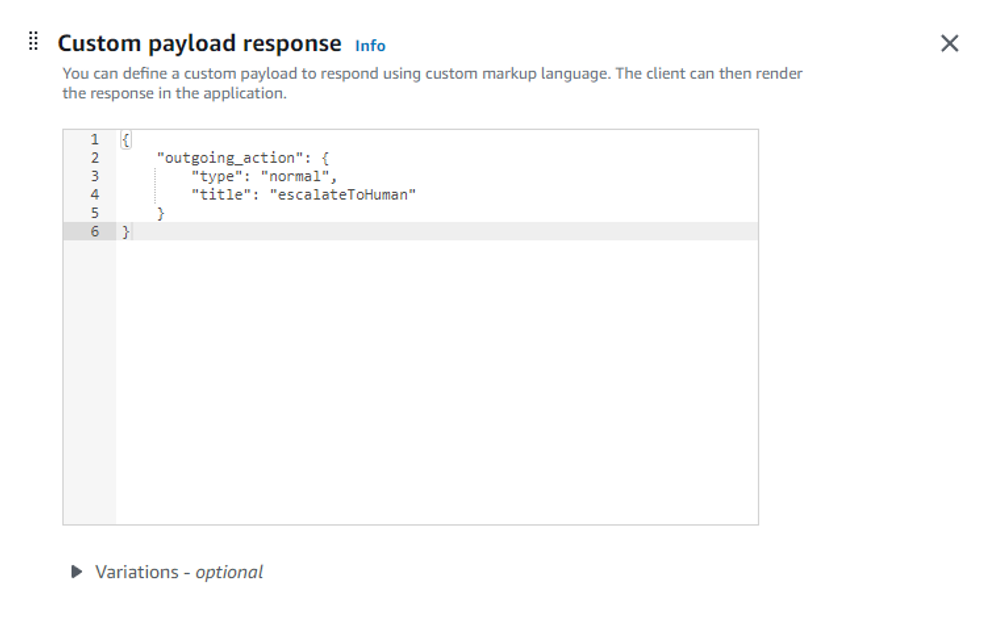 Custom payload response Info
You can define a custom payload to respond using custom markup language. The client can then render
the response in the application.
1 {
2     "outgoing_action": {
3         "type": "normal",
4         "title": "escalateToHuman"
5     }
6 }
Variations - optional